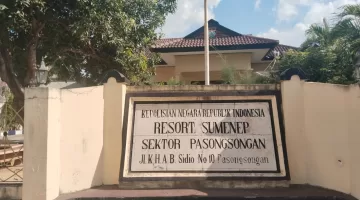 KEPOLISIAN NEGARA REPUBLIK INDONESIA
RESORT SUMENEP
SEKTOR PASONGSONGAN
Jl. K.H.A.B. Sidio No 10 Pasongsongan